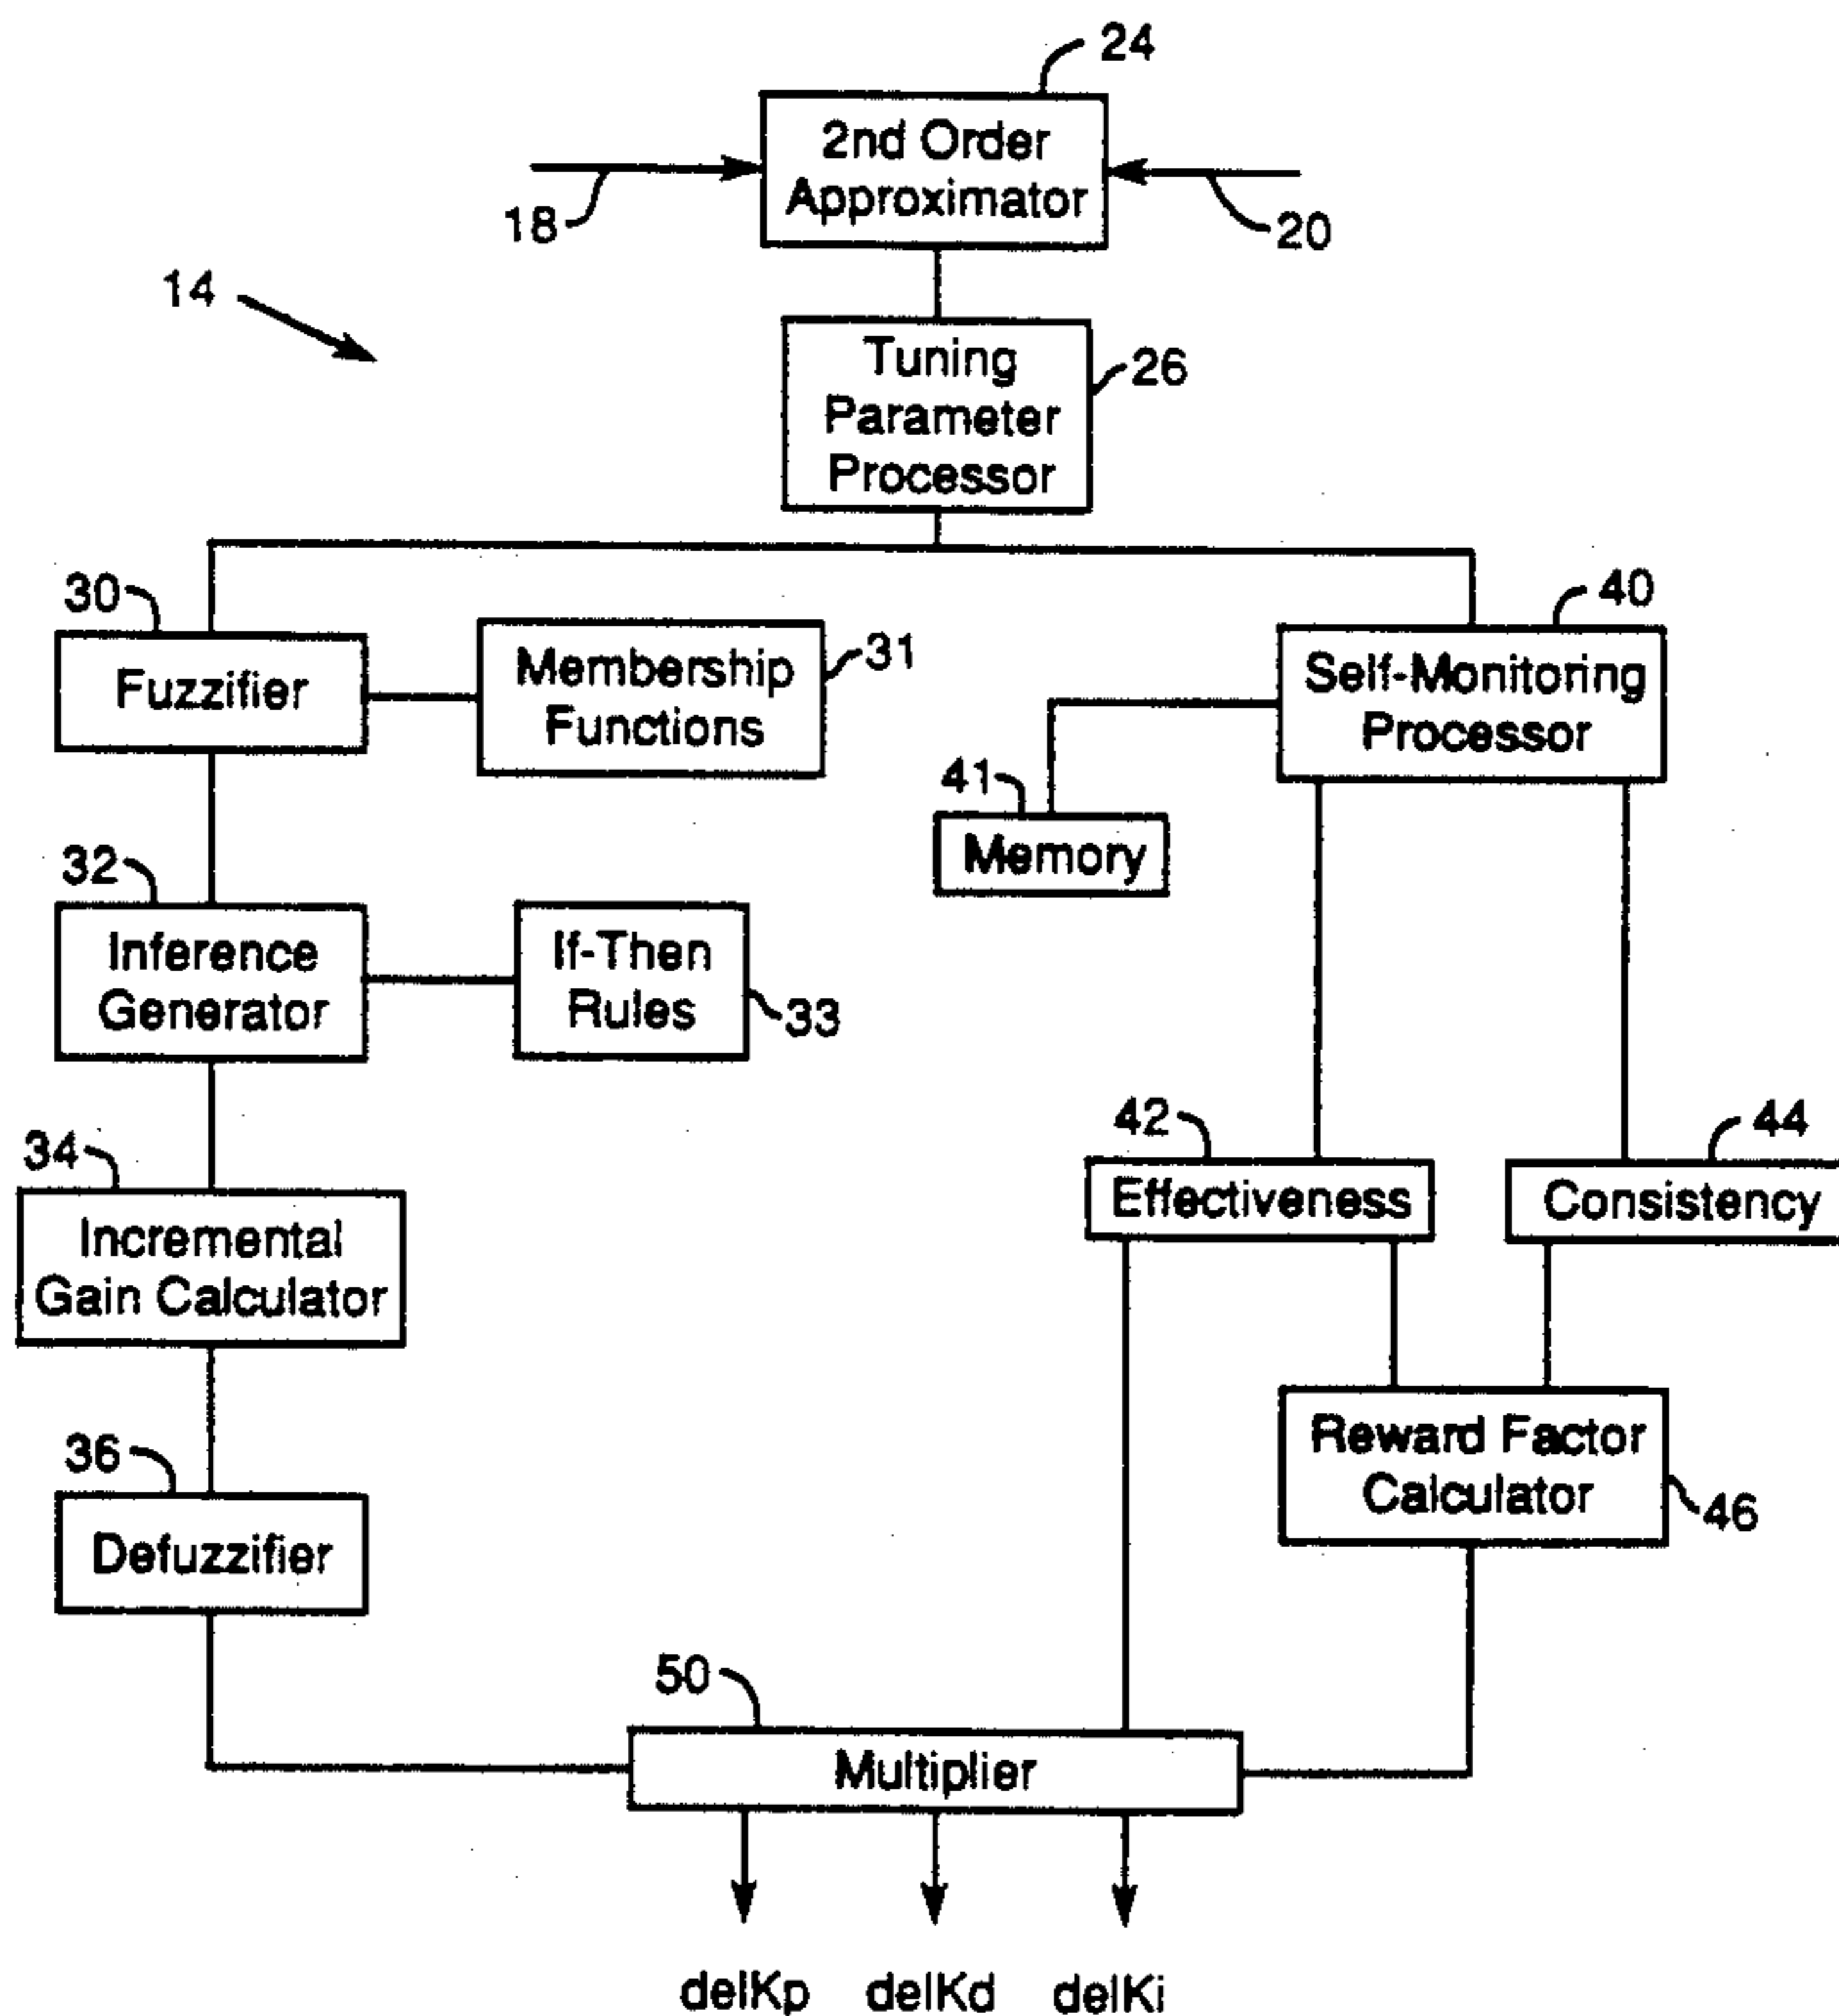 24
2nd Order
Approximator
18
20
14
Tuning
Parameter
Processor
26
30
Fuzzifier
Membership
Functions
31
40
Self-Monitoring
Processor
41
Memory
32
Inference
Generator
If-Then
Rules
33
34
Incremental
Gain Calculator
42
Effectiveness
44
Consistency
36
Defuzzifier
Reward Factor
Calculator
46
50
Multiplier
delKp delKd delKi